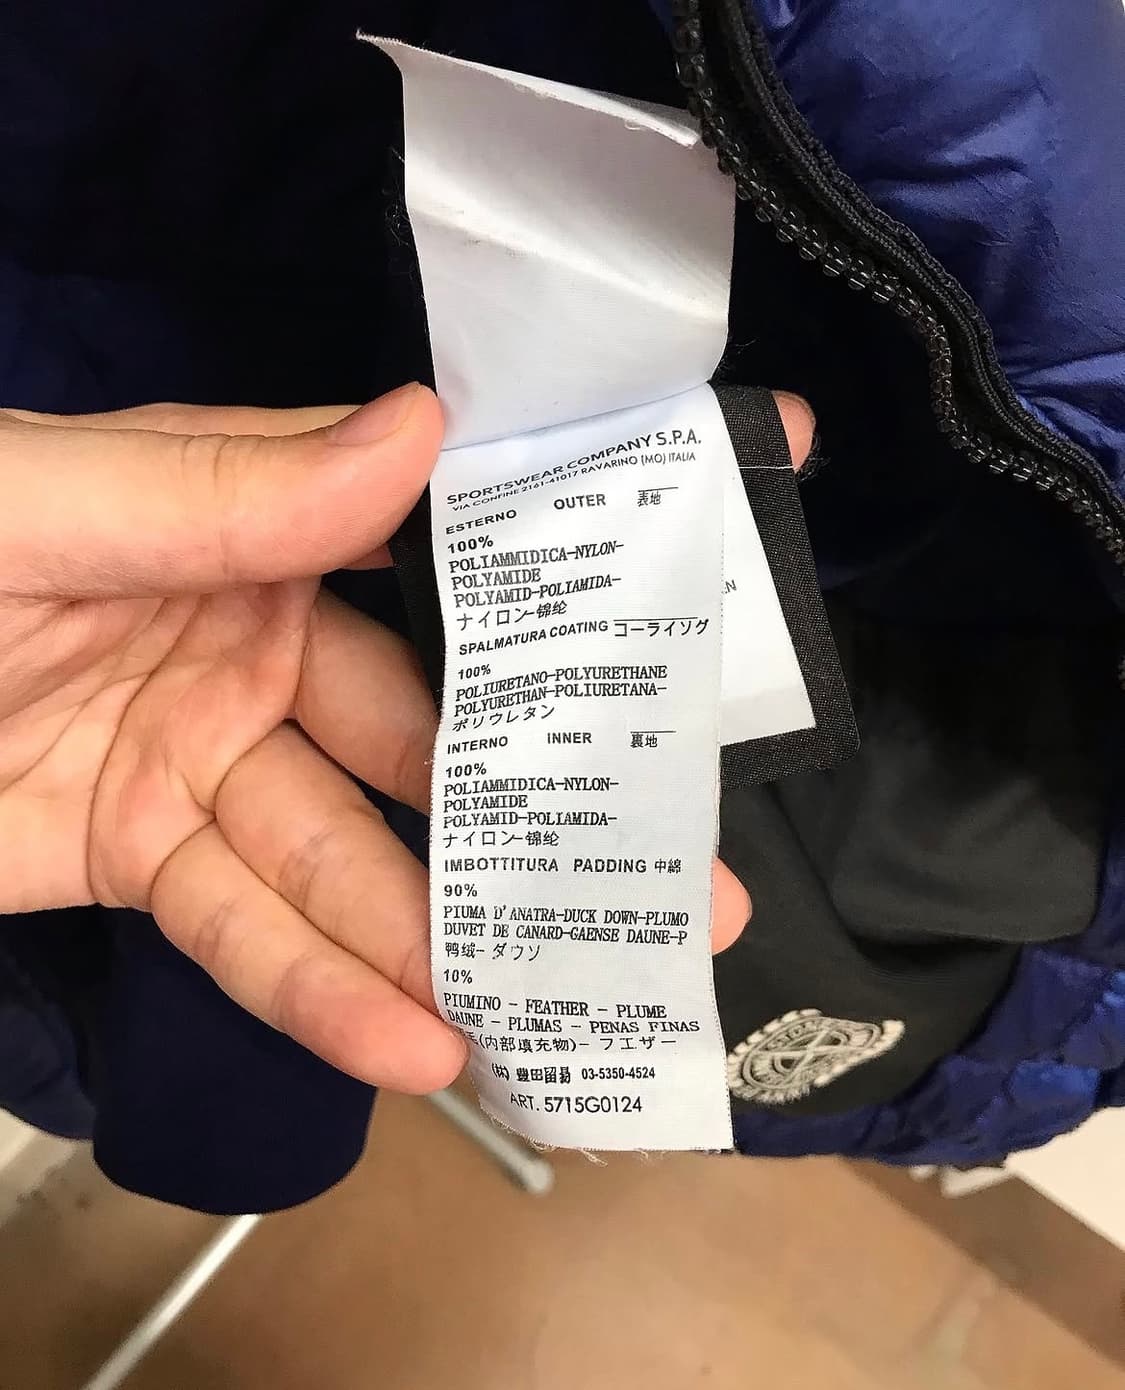 SPORTSWEAR COMPANY S.P.A.
VIA CONFINE 2161-41017 RAVARINO (MO) ITALIA
ESTERNO OUTER 表地
100%
POLIAMMIDICA-NYLON-
POLYAMIDE
POLYAMID-POLIAMIDA-
ナイロン-锦纶
SPALMATURA COATING コーライソグ
100%
POLIURETANO-POLYURETHANE
POLYURETHAN-POLIURETANA-
ポリウレタン
INTERNO INNER 裏地
100%
POLIAMMIDICA-NYLON-
POLYAMIDE
POLYAMID-POLIAMIDA-
ナイロン-锦纶
IMBOTTITURA PADDING 中綿
90%
PIUMA D'ANATRA-DUCK DOWN-PLUMO
DUVET DE CANARD-GAENSE DAUNE-P
鸭绒- ダウソ
10%
PIUMINO - FEATHER - PLUME
DAUNE - PLUMAS - PENAS FINAS
(内部填充物)- フエザー
(株) 豊田留易 03-5350-4524
ART. 5715G0124